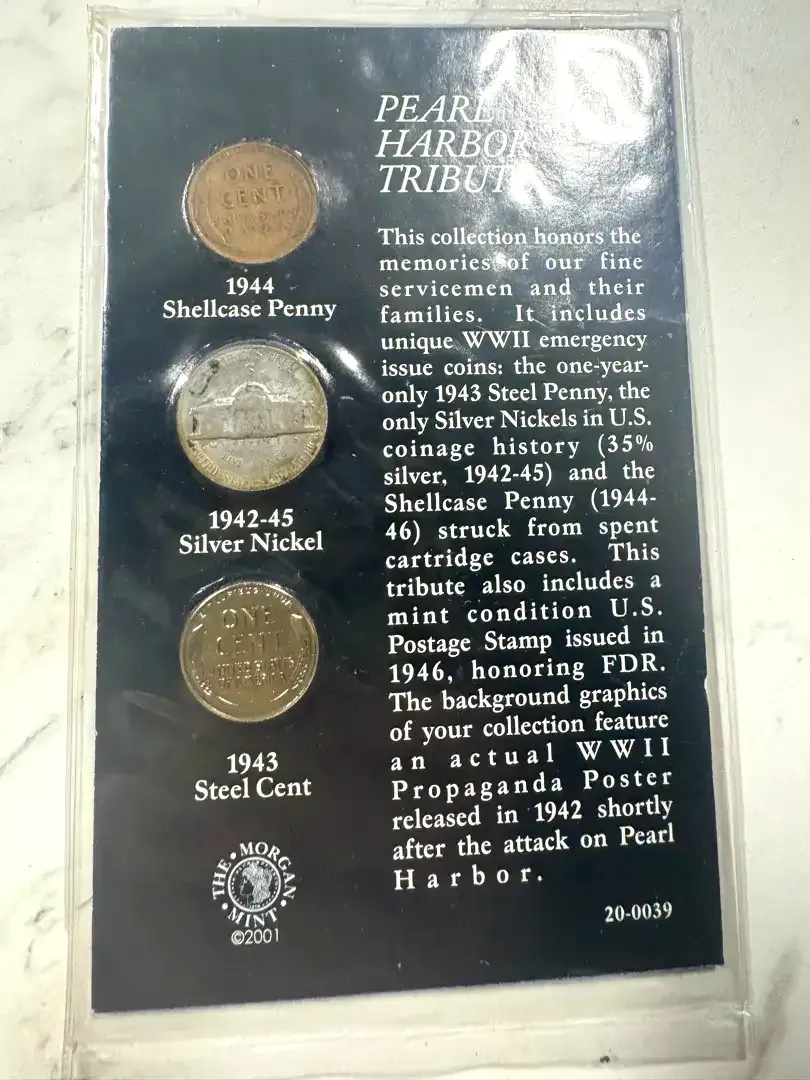 PEARL
HARBOR
TRIBUTE
This collection honors the
memories of our fine
servicemen and their
families. It includes
unique WWII emergency
issue coins: the one-year-
only 1943 Steel Penny, the
only Silver Nickels in U.S.
coinage history (35%
silver, 1942-45) and the
Shellcase Penny (1944-
46) struck from spent
cartridge cases. This
tribute also includes a
mint condition U.S.
Postage Stamp issued in
1946, honoring FDR.
The background graphics
of your collection feature
an actual WWII
Propaganda Poster
released in 1942 shortly
after the attack on Pearl
Harbor.
20-0039
ONE
CENT
1944
Shellcase Penny
S
1942-45
Silver Nickel
ONE
CENT
UNITED STATES
OF AMERICA
1943
Steel Cent
THE • MORGAN • MINT •
©2001